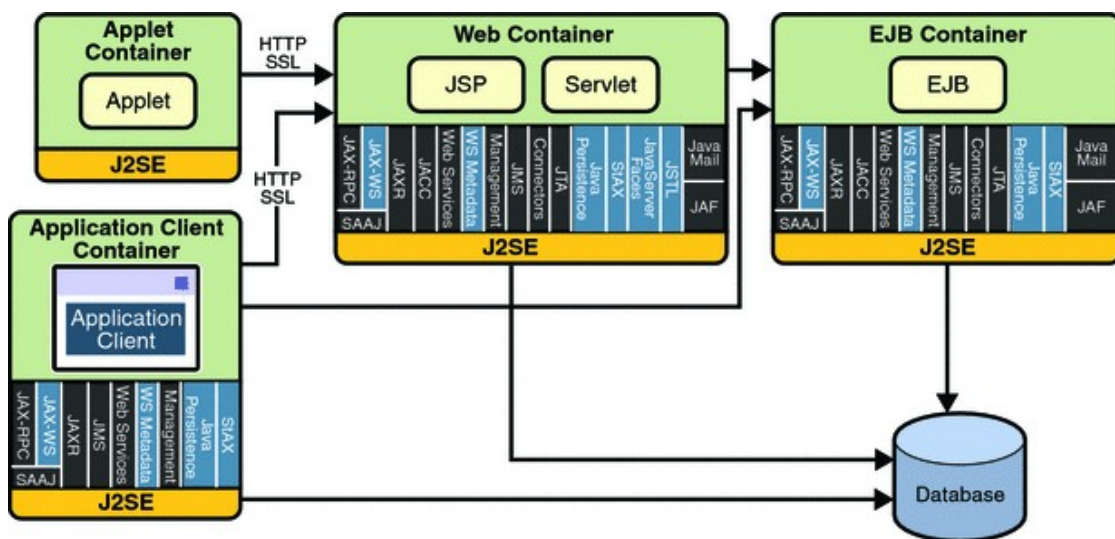 Applet
Container
Applet
J2SE
HTTP
SSL
HTTP
SSL
Web Container
JSP
Servlet
JAX-RPC
JAX-WS
SAAJ
JAXR
JACC
Web Services
WS Metadata
Management
JMS
Connectors
JTA
Java
Persistence
StAX
JavaServer
Faces
JSTL
Java
Mail
JAF
J2SE
EJB Container
EJB
JAX-RPC
JAX-WS
SAAJ
JAXR
JACC
Web Services
WS Metadata
Management
JMS
Connectors
JTA
Java
Persistence
StAX
Java
Mail
JAF
J2SE
Application Client
Container
Application
Client
JAX-RPC
JAX-WS
SAAJ
JAXR
JMS
Web Services
WS Metadata
Management
Java
Persistence
StAX
J2SE
Database